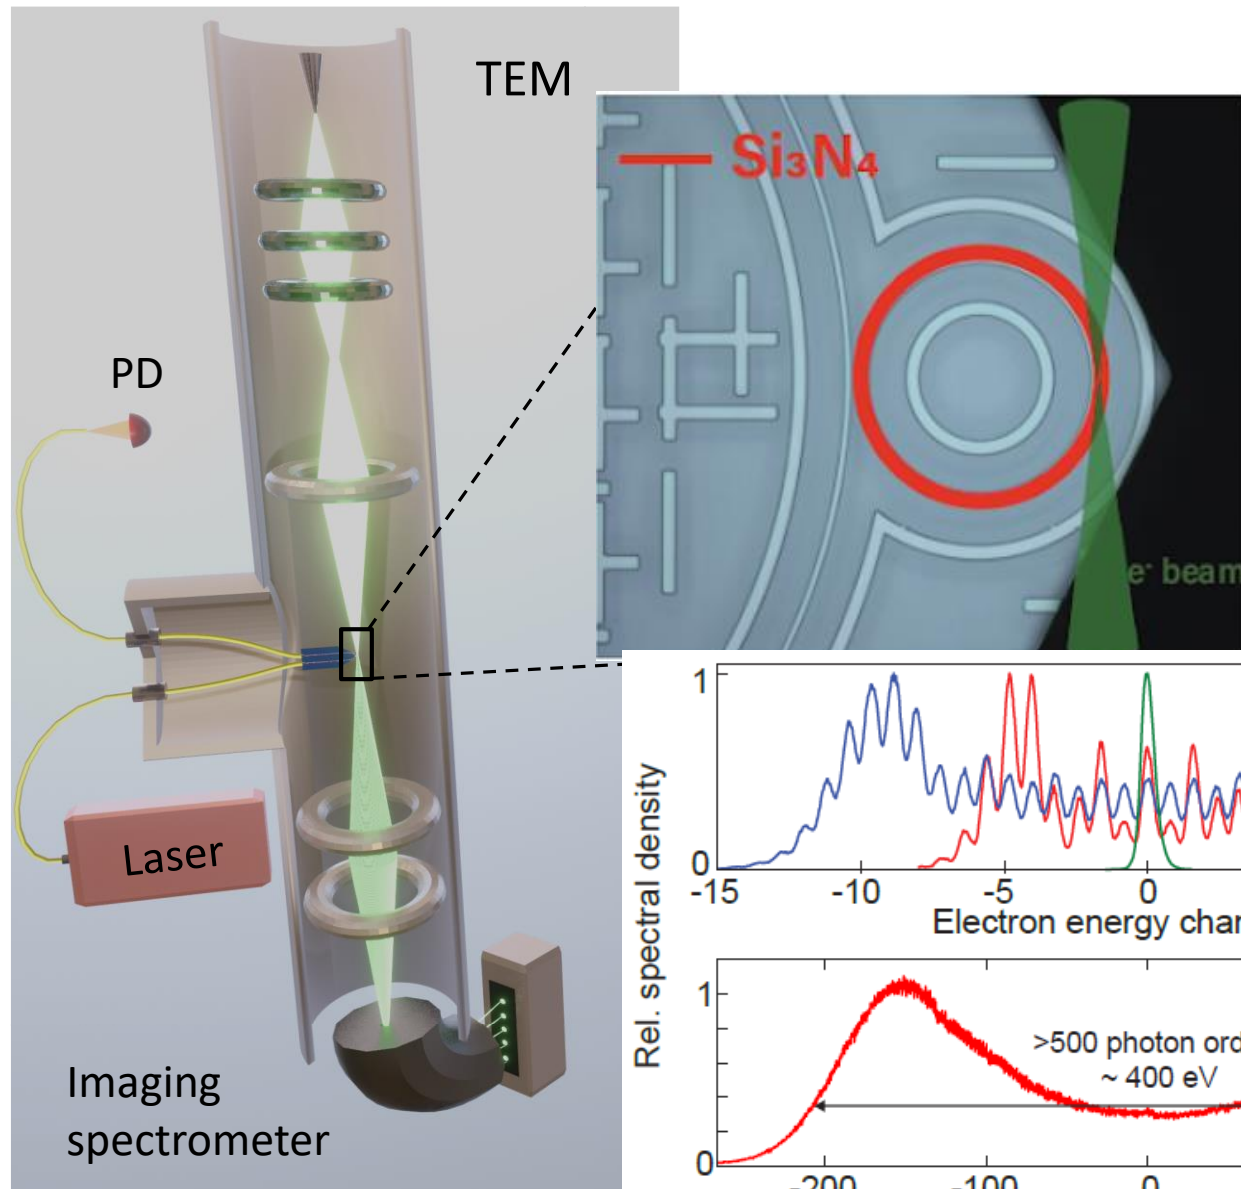 TEM
Si₃N₄
PD
e⁻ beam
Laser
Imaging
spectrometer
Rel. spectral density
1
0
-15
-10
-5
0
Electron energy char
1
0
>500 photon ord
~ 400 eV
-200
-100
0